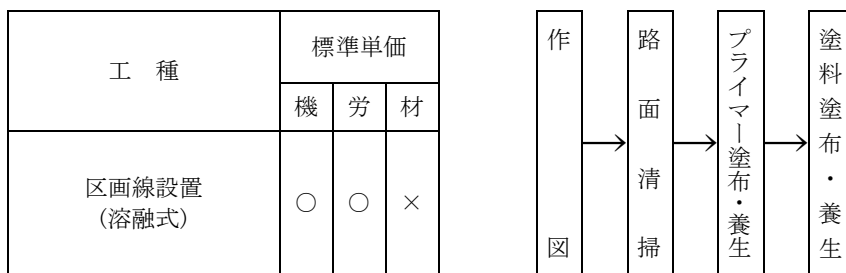 工　種
標準単価
機
労
材
区画線設置
(溶融式)
○
○
×
作図
路面清掃
プライマー塗布・養生
塗料塗布・養生